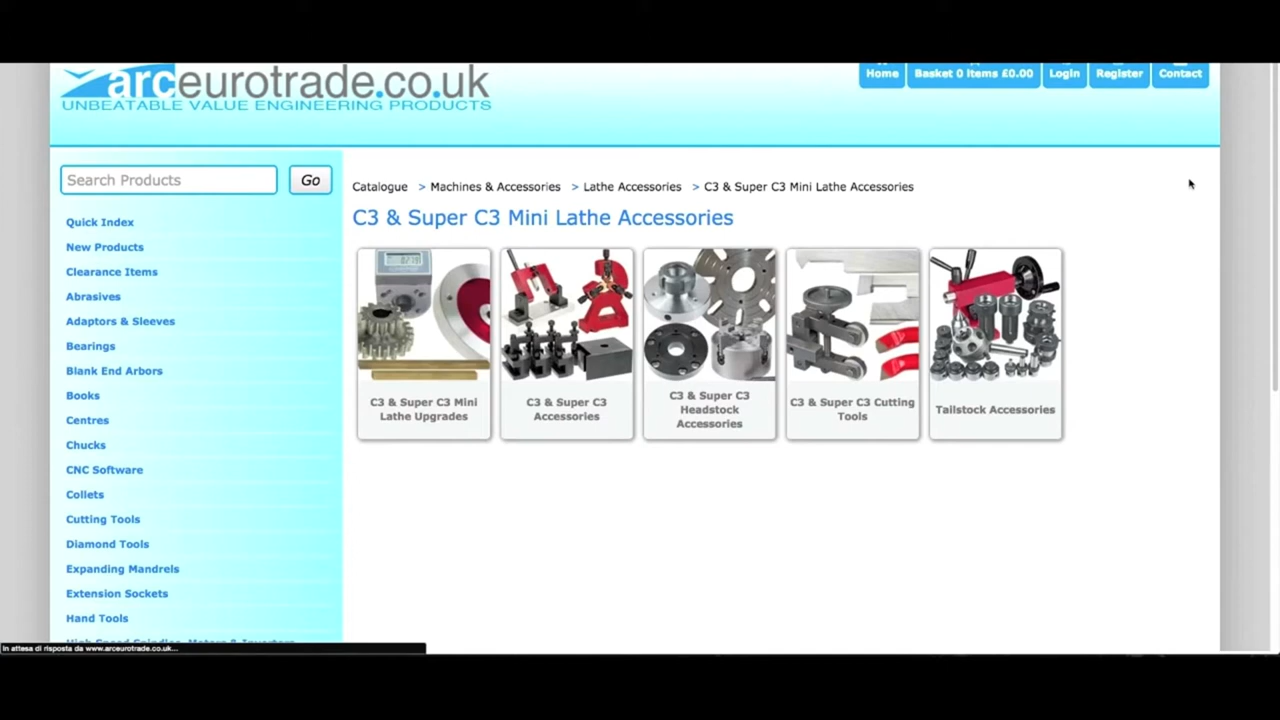 arceurotrade.co.uk
UNBEATABLE VALUE ENGINEERING PRODUCTS
Home
Basket 0 items £0.00
Login
Register
Contact
Search Products
Go
Catalogue > Machines & Accessories > Lathe Accessories > C3 & Super C3 Mini Lathe Accessories
C3 & Super C3 Mini Lathe Accessories
Quick Index
New Products
Clearance Items
Abrasives
Adaptors & Sleeves
Bearings
Blank End Arbors
Books
Centres
Chucks
CNC Software
Collets
Cutting Tools
Diamond Tools
Expanding Mandrels
Extension Sockets
Hand Tools
High Speed Spindles, Motors & Inverters
C3 & Super C3 Mini
Lathe Upgrades
C3 & Super C3
Accessories
C3 & Super C3
Headstock
Accessories
C3 & Super C3 Cutting
Tools
Tailstock Accessories
In attesa di risposta da www.arceurotrade.co.uk...